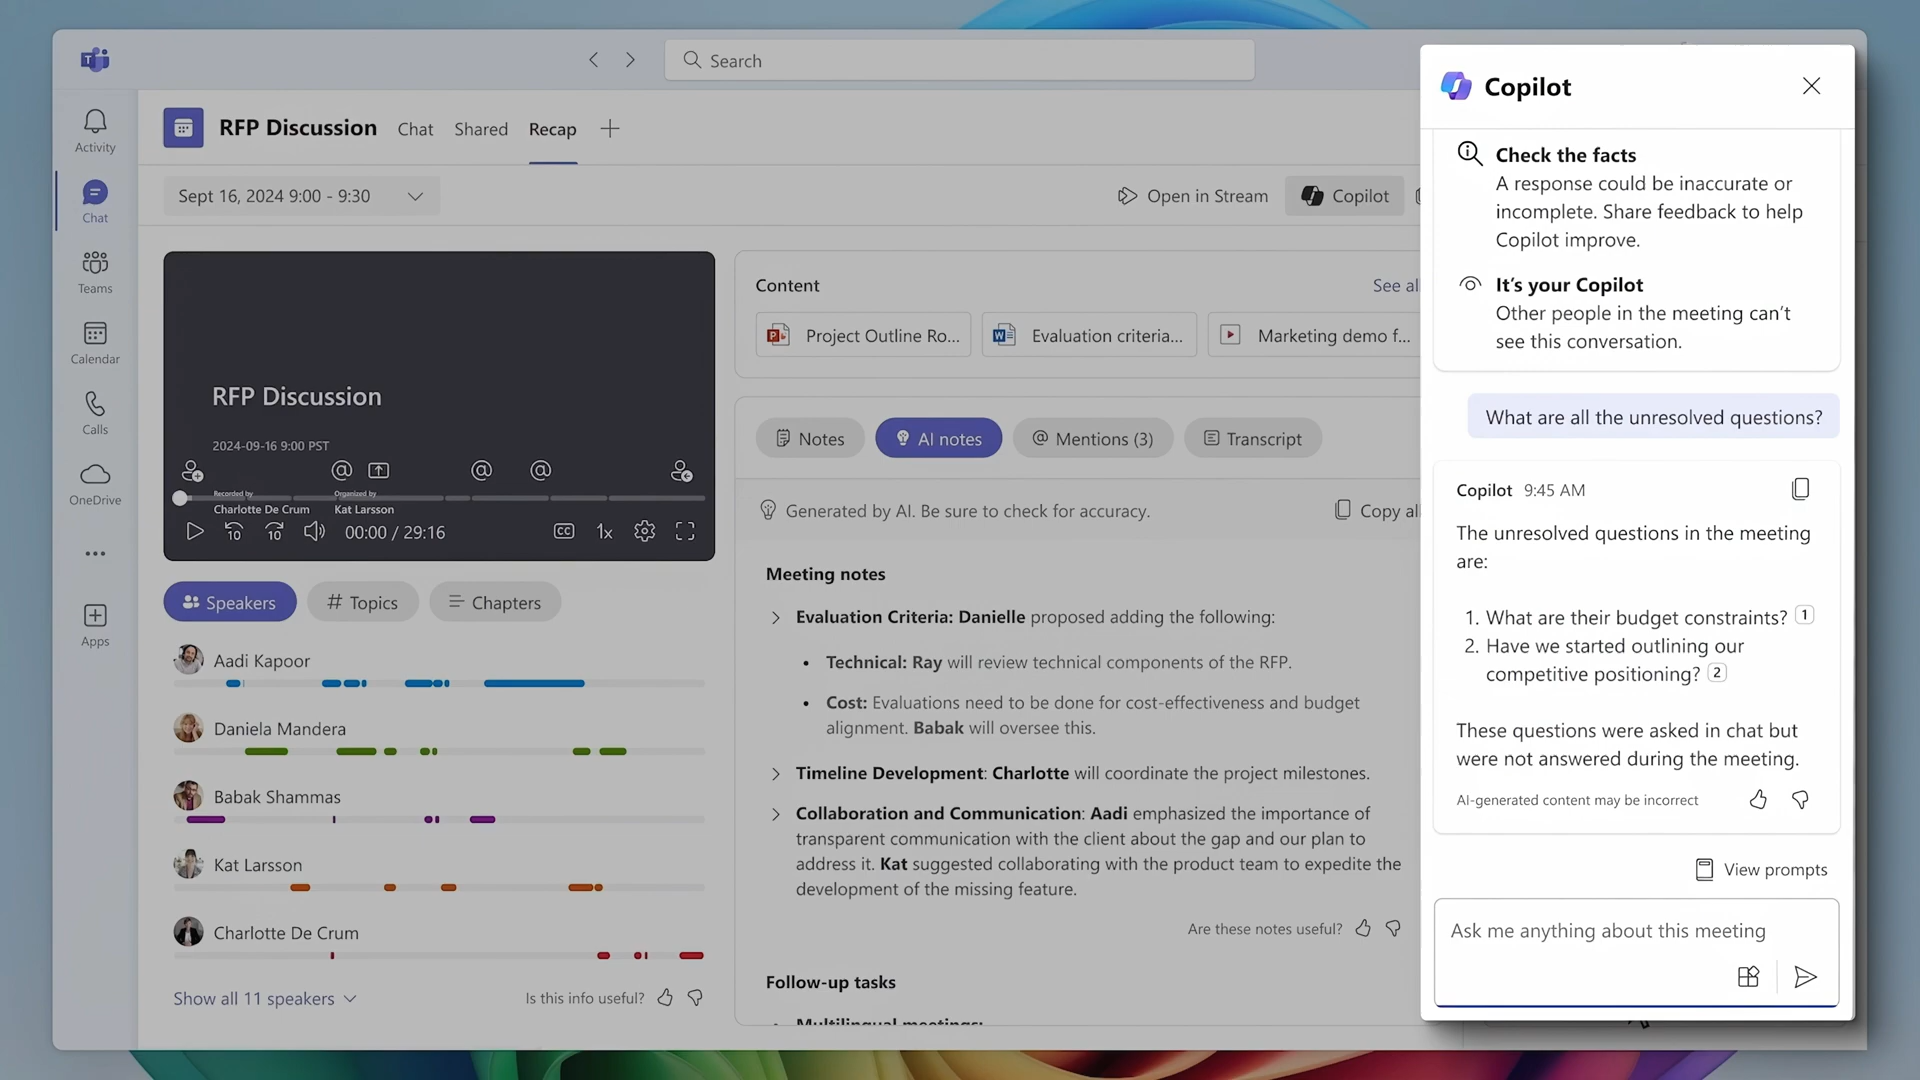 Search
Activity
Chat
Teams
Calendar
Calls
OneDrive
Apps
RFP Discussion
Chat
Shared
Recap
Sept 16, 2024 9:00 - 9:30
Open in Stream
Copilot
RFP Discussion
2024-09-16 9:00 PST
Recorded by
Charlotte De Crum
Organized by
Kat Larsson
10
10
00:00 / 29:16
CC
1x
Speakers
# Topics
Chapters
Aadi Kapoor
Daniela Mandera
Babak Shammas
Kat Larsson
Charlotte De Crum
Show all 11 speakers
Is this info useful?
Content
See al
Project Outline Ro...
Evaluation criteria...
Marketing demo f...
Notes
AI notes
@ Mentions (3)
Transcript
Generated by AI. Be sure to check for accuracy.
Copy al
Meeting notes
Evaluation Criteria: Danielle proposed adding the following:
• Technical: Ray will review technical components of the RFP.
• Cost: Evaluations need to be done for cost-effectiveness and budget
alignment. Babak will oversee this.
Timeline Development: Charlotte will coordinate the project milestones.
Collaboration and Communication: Aadi emphasized the importance of
transparent communication with the client about the gap and our plan to
address it. Kat suggested collaborating with the product team to expedite the
development of the missing feature.
Are these notes useful?
Follow-up tasks
Multilingual meetings:
Copilot
Check the facts
A response could be inaccurate or
incomplete. Share feedback to help
Copilot improve.
It's your Copilot
Other people in the meeting can't
see this conversation.
What are all the unresolved questions?
Copilot 9:45 AM
The unresolved questions in the meeting
are:
1. What are their budget constraints? 1
2. Have we started outlining our
competitive positioning? 2
These questions were asked in chat but
were not answered during the meeting.
AI-generated content may be incorrect
View prompts
Ask me anything about this meeting